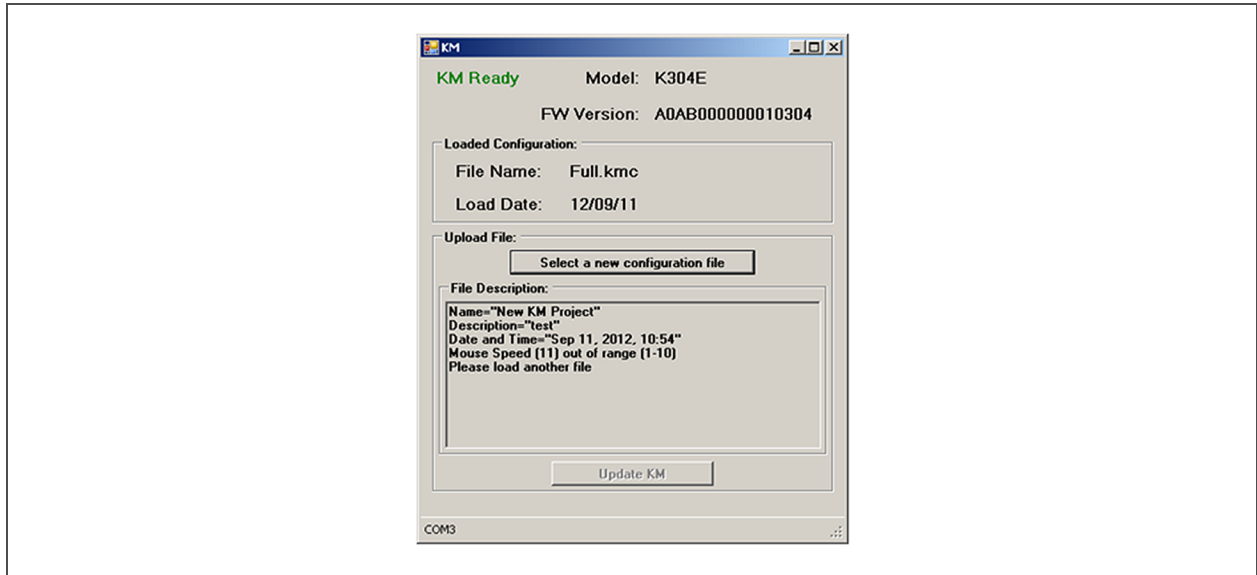 KM
KM Ready Model: K304E
FW Version: A0AB000000010304
Loaded Configuration:
File Name: Full.kmc
Load Date: 12/09/11
Upload File:
Select a new configuration file
File Description:
Name="New KM Project"
Description="test"
Date and Time="Sep 11, 2012, 10:54"
Mouse Speed (11) out of range (1-10)
Please load another file
Update KM
COM3